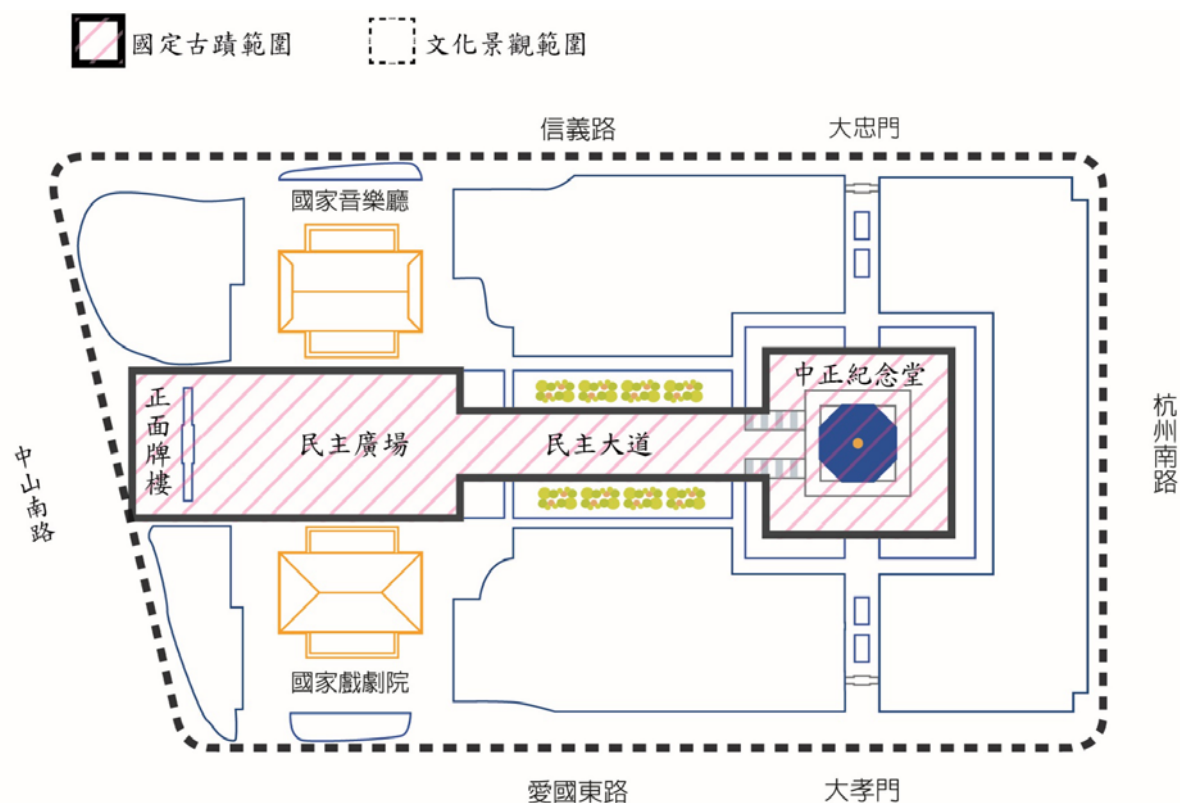 國定古蹟範圍
文化景觀範圍
信義路
大忠門
國家音樂廳
中正紀念堂
正面牌樓
民主廣場
民主大道
杭州南路
中山南路
國家戲劇院
愛國東路
大孝門